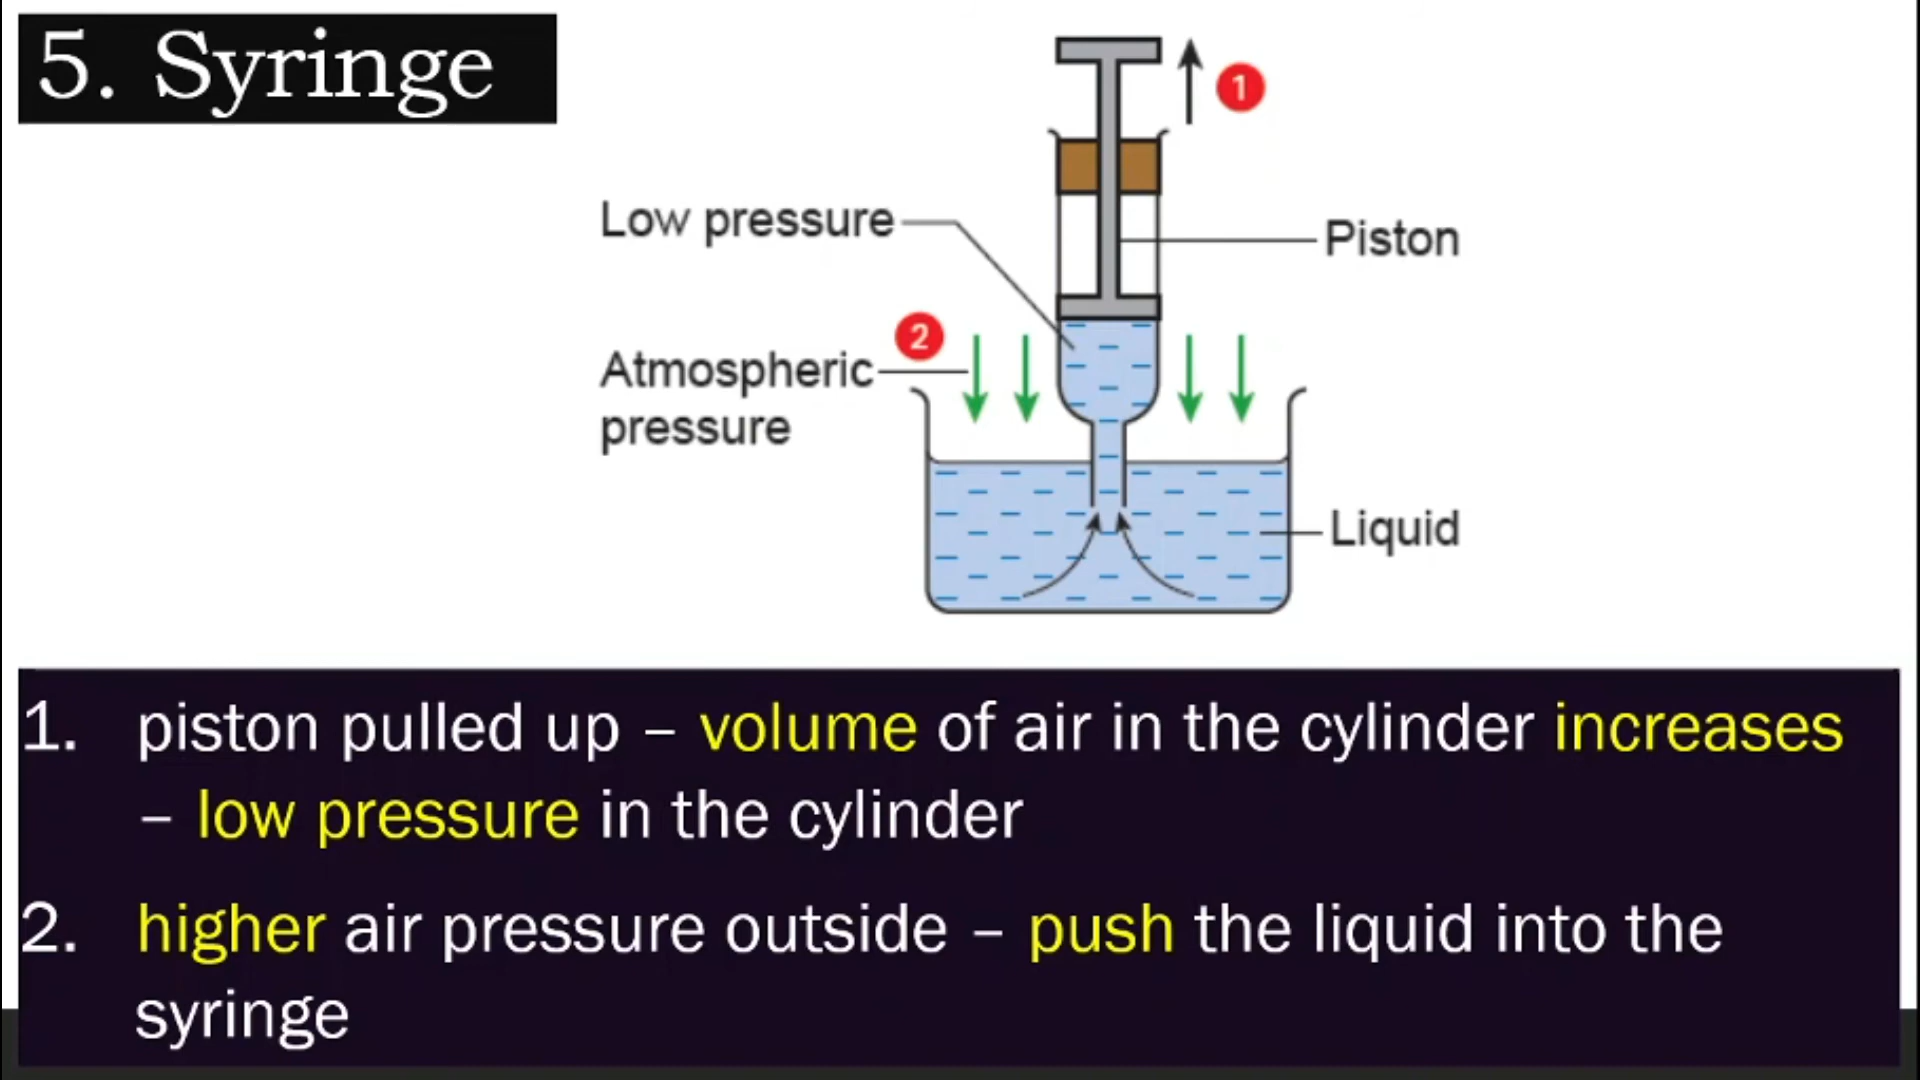 5. Syringe
1
Low pressure
Piston
2
Atmospheric
pressure
Liquid
1. piston pulled up – volume of air in the cylinder increases
– low pressure in the cylinder
2. higher air pressure outside – push the liquid into the
syringe